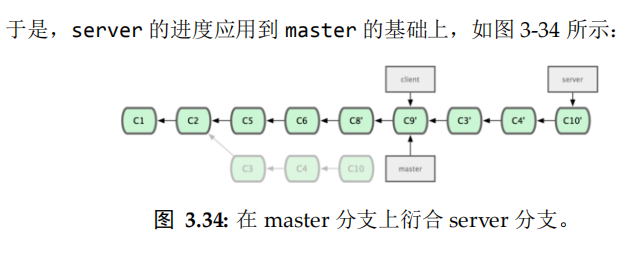 于是，server 的进度应用到 master 的基础上，如图 3-34 所示：
client server
C1 C2 C5 C6 C8' C9' C3' C4' C10'
C3 C4 C10 master
图 3.34: 在 master 分支上衍合 server 分支。